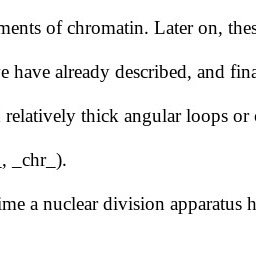 ments of chromatin. Later on, thes
e have already described, and fina
relatively thick angular loops or
, _chr_).
ime a nuclear division apparatus h